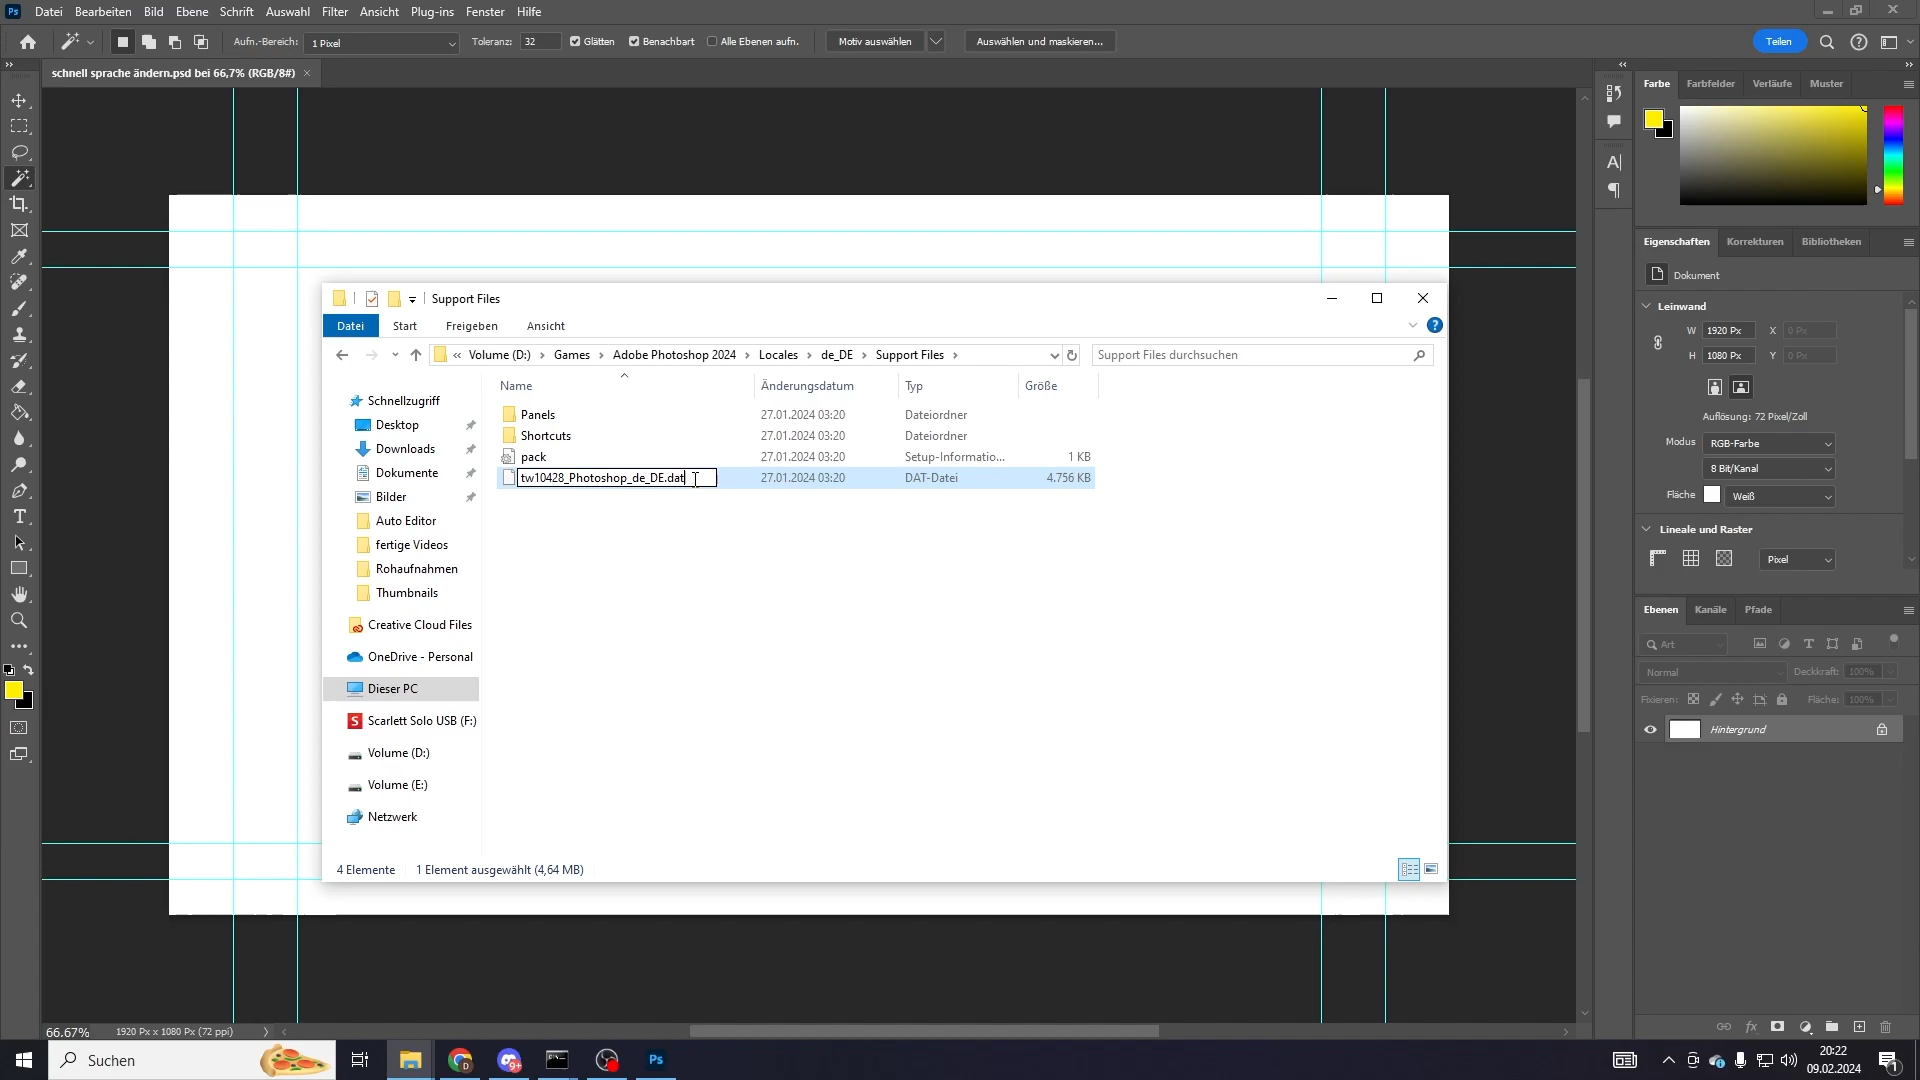 Ps Datei Bearbeiten Bild Ebene Schrift Auswahl Filter Ansicht Plug-ins Fenster Hilfe
Aufn.-Bereich: 1 Pixel Toleranz: 32 Glätten Benachbart Alle Ebenen aufn. Motiv auswählen Auswählen und maskieren... Teilen
schnell sprache ändern.psd bei 66,7% (RGB/8#) ×
Farbe Farbfelder Verläufe Muster
Eigenschaften Korrekturen Bibliotheken
Dokument
Leinwand
W 1920 Px X 0 Px
H 1080 Px Y 0 Px
Auflösung: 72 Pixel/Zoll
Modus RGB-Farbe
8 Bit/Kanal
Fläche Weiß
Lineale und Raster
Pixel
Ebenen Kanäle Pfade
Art
Normal Deckkraft: 100%
Fixieren: Fläche: 100%
Hintergrund
fx
Support Files
Datei Start Freigeben Ansicht
« Volume (D:) › Games › Adobe Photoshop 2024 › Locales › de_DE › Support Files ›
Support Files durchsuchen
Name Änderungsdatum Typ Größe
Panels 27.01.2024 03:20 Dateiordner
Shortcuts 27.01.2024 03:20 Dateiordner
pack 27.01.2024 03:20 Setup-Informatio... 1 KB
tw10428_Photoshop_de_DE.dat 27.01.2024 03:20 DAT-Datei 4.756 KB
Schnellzugriff
Desktop
Downloads
Dokumente
Bilder
Auto Editor
fertige Videos
Rohaufnahmen
Thumbnails
Creative Cloud Files
OneDrive - Personal
Dieser PC
Scarlett Solo USB (F:)
Volume (D:)
Volume (E:)
Netzwerk
4 Elemente 1 Element ausgewählt (4,64 MB)
66.67% 1920 Px x 1080 Px (72 ppi)
Suchen
9+
Ps
20:22
09.02.2024
1